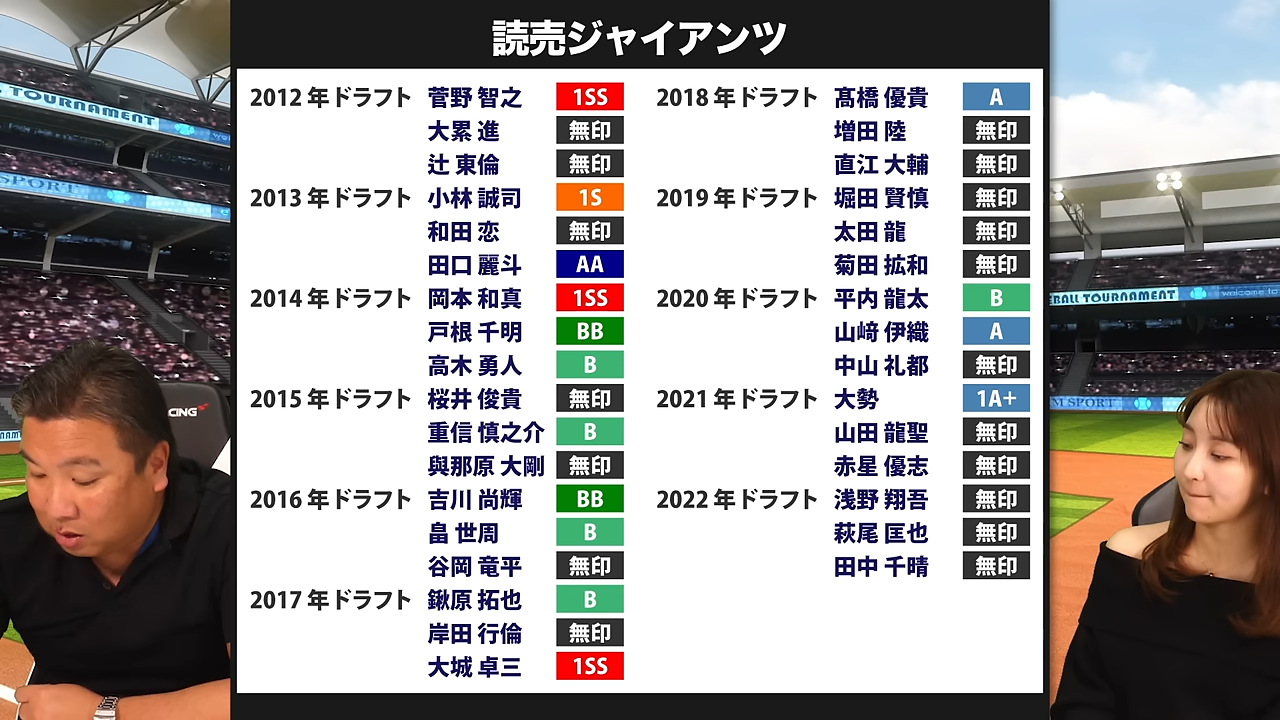 読売ジャイアンツ
2012年ドラフト 菅野 智之 1SS
大累 進 無印
辻 東倫 無印
2013年ドラフト 小林 誠司 1S
和田 恋 無印
田口 麗斗 AA
2014年ドラフト 岡本 和真 1SS
戸根 千明 BB
高木 勇人 B
2015年ドラフト 桜井 俊貴 無印
重信 慎之介 B
與那原 大剛 無印
2016年ドラフト 吉川 尚輝 BB
畠 世周 B
谷岡 竜平 無印
2017年ドラフト 鍬原 拓也 B
岸田 行倫 無印
大城 卓三 1SS
2018年ドラフト 髙橋 優貴 A
増田 陸 無印
直江 大輔 無印
2019年ドラフト 堀田 賢慎 無印
太田 龍 無印
菊田 拡和 無印
2020年ドラフト 平内 龍太 B
山﨑 伊織 A
中山 礼都 無印
2021年ドラフト 大勢 1A+
山田 龍聖 無印
赤星 優志 無印
2022年ドラフト 浅野 翔吾 無印
萩尾 匡也 無印
田中 千晴 無印
TOURNAMENT
SPORT
CING
BALL TOURNAMENT
welcome to
M SPORT